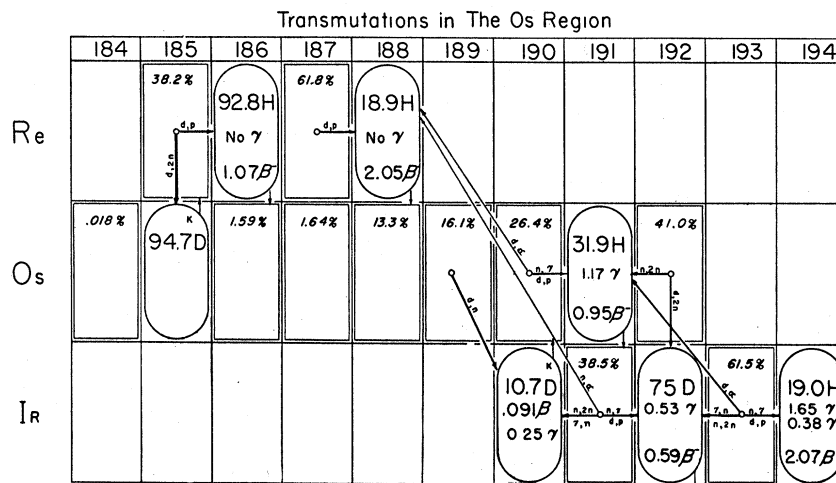 Transmutations in The Os Region
184 185 186 187 188 189 190 191 192 193 194
38.2% 61.8%
92.8H 18.9H
Re
d,p No γ d,p No γ
d,2n
1.07β⁻ 2.05β⁻
.018% K 1.59% 1.64% 13.3% 16.1% 26.4% 41.0%
94.7D 31.9H
d,α
Os
n,γ 1.17 γ n,2n
d,p
d,2n
d,n
0.95β⁻
K 38.5% 61.5%
10.7D n,α 75D d,α 19.0H
.091β 0.53 γ 1.65 γ
IR
n,2n n,γ γ,n n,γ 0.38 γ
0.25 γ γ,n d,p n,2n d,p
0.59β⁻ 2.07β⁻